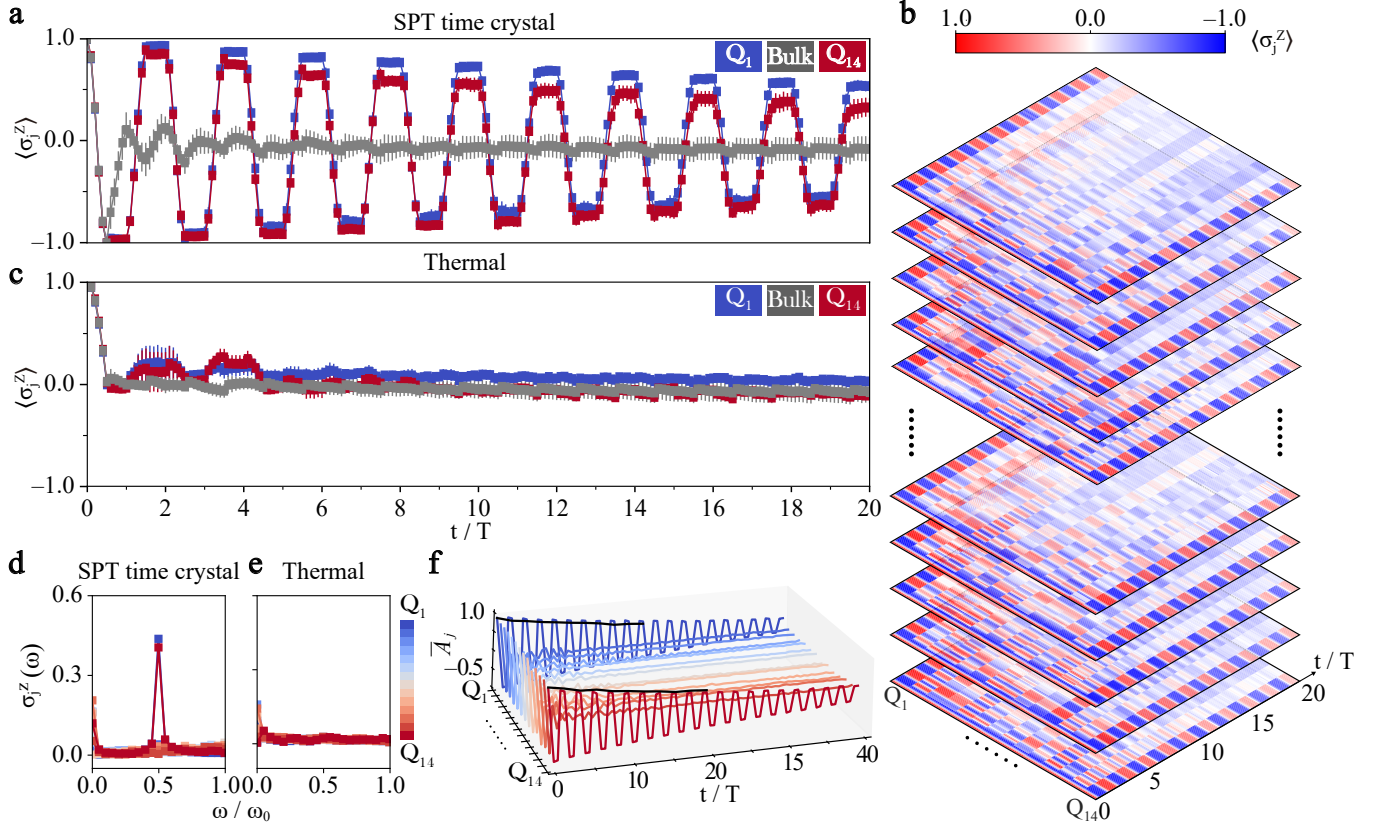 a
SPT time crystal
1.0
0.0
−1.0
⟨σⱼᶻ⟩
Q₁ Bulk Q₁₄
c
Thermal
1.0
0.0
−1.0
⟨σⱼᶻ⟩
Q₁ Bulk Q₁₄
0 2 4 6 8 10 12 14 16 18 20
t / T
b
1.0 0.0 −1.0
⟨σⱼᶻ⟩
Q₁
Q₁₄
0 5 10 15 20
t / T
d
SPT time crystal
0.6
0.3
0.0
σⱼᶻ (ω)
0.0 0.5 1.0
ω / ω₀
e
Thermal
0.0 0.5 1.0
Q₁
Q₁₄
f
1.0
−0.5
A̅ⱼ
Q₁
Q₁₄
0 10 20 15 40
t / T